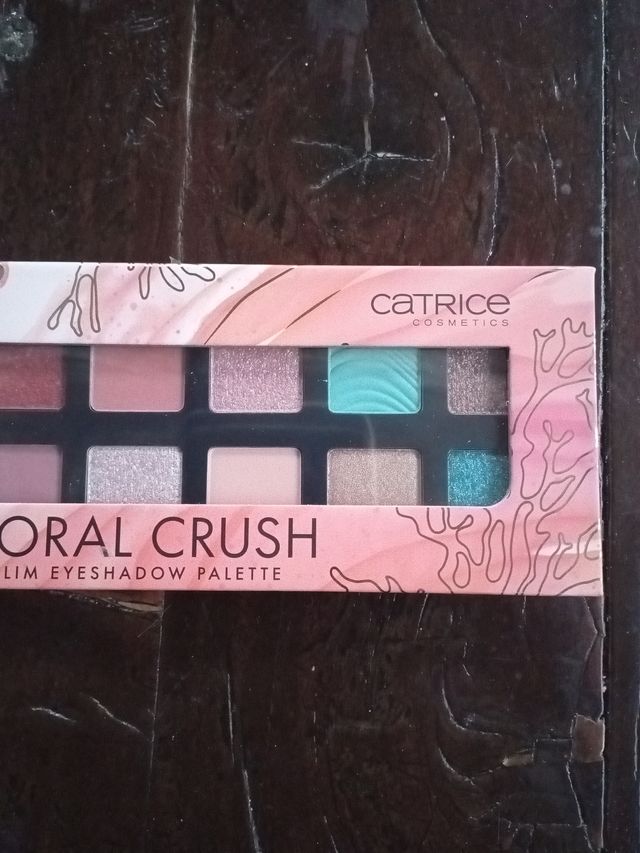 CATRICE
COSMETICS
ORAL CRUSH
LIM EYESHADOW PALETTE